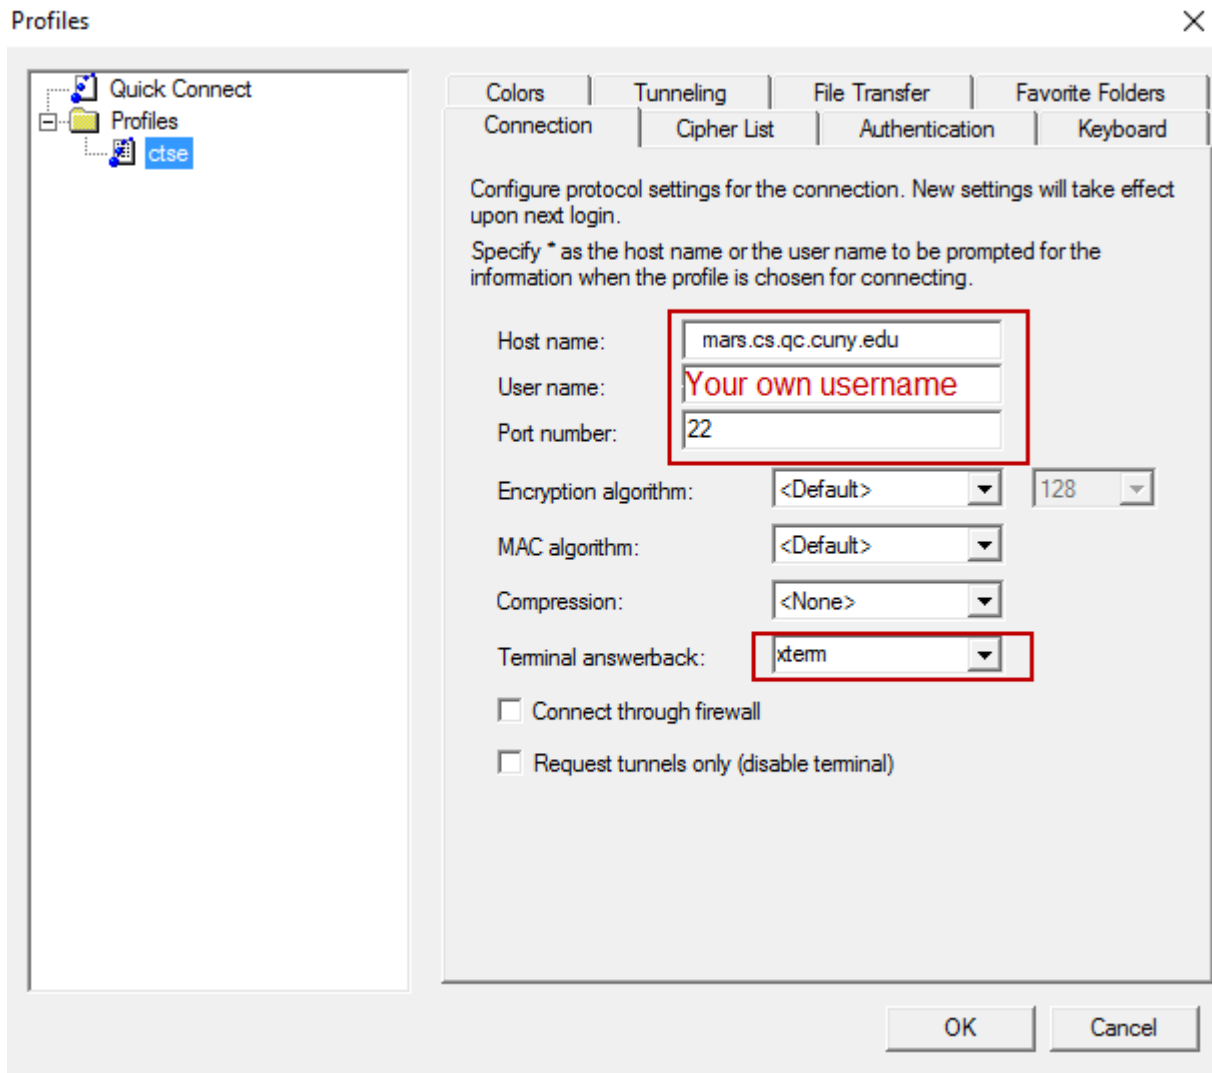 Profiles
Quick Connect
Profiles
ctse
Colors
Tunneling
File Transfer
Favorite Folders
Connection
Cipher List
Authentication
Keyboard
Configure protocol settings for the connection. New settings will take effect
upon next login.
Specify * as the host name or the user name to be prompted for the
information when the profile is chosen for connecting.
Host name:
mars.cs.qc.cuny.edu
User name:
Your own username
Port number:
22
Encryption algorithm:
<Default>
128
MAC algorithm:
<Default>
Compression:
<None>
Terminal answerback:
xterm
Connect through firewall
Request tunnels only (disable terminal)
OK
Cancel